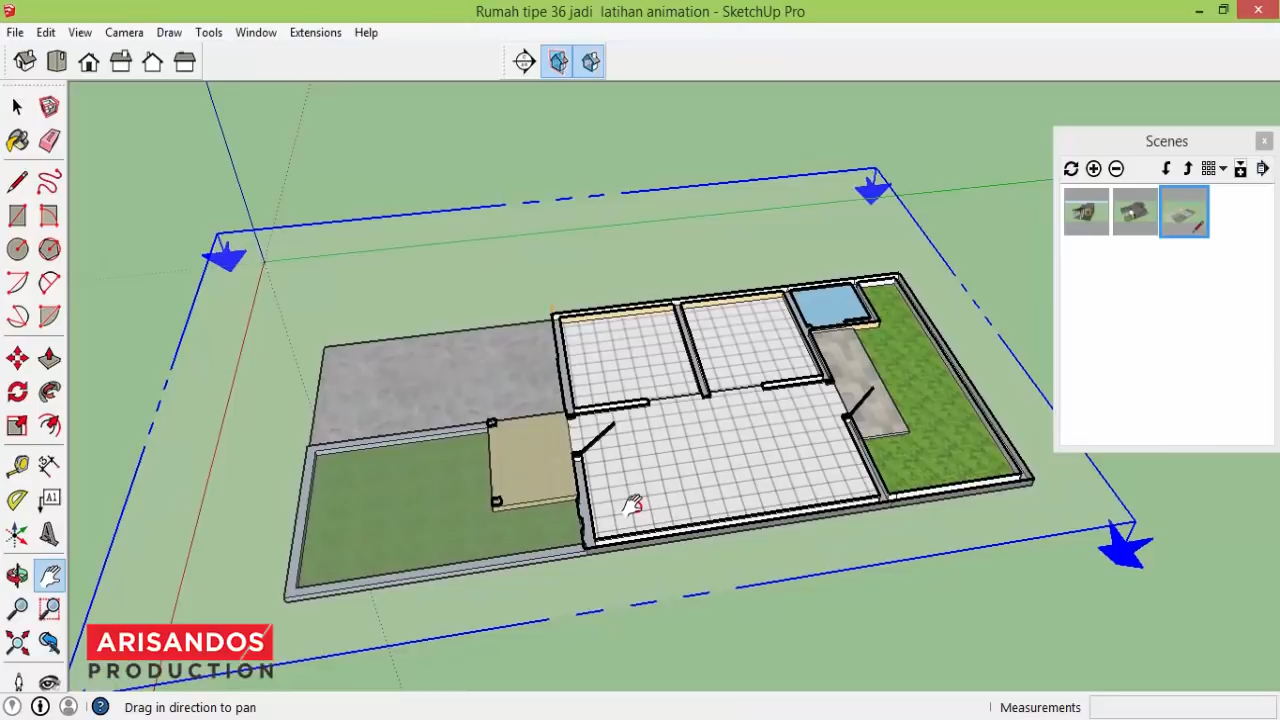 Rumah tipe 36 jadi  latihan animation - SketchUp Pro
File Edit View Camera Draw Tools Window Extensions Help
Scenes
A1
ARISANDOS
PRODUCTION
Drag in direction to pan
Measurements